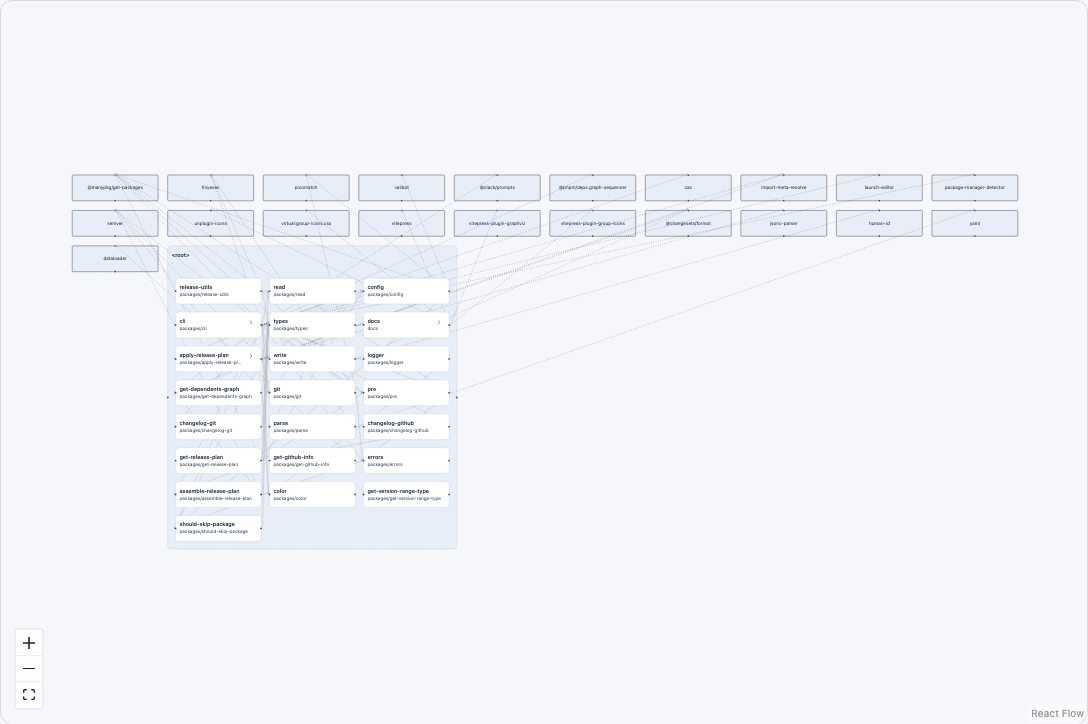 @manypkg/get-packages
tinyexec
picomatch
valibot
@clack/prompts
@pnpm/deps.graph-sequencer
cac
import-meta-resolve
launch-editor
package-manager-detector
semver
unplugin-icons
virtual:group-icons.css
vitepress
vitepress-plugin-graphviz
vitepress-plugin-group-icons
@changesets/format
jsonc-parser
human-id
yaml
dataloader
<root>
release-utils
packages/release-utils
read
packages/read
config
packages/config
cli
packages/cli
types
packages/types
docs
docs
apply-release-plan
packages/apply-release-pl...
write
packages/write
logger
packages/logger
get-dependents-graph
packages/get-dependents-graph
git
packages/git
pre
packages/pre
changelog-git
packages/changelog-git
parse
packages/parse
changelog-github
packages/changelog-github
get-release-plan
packages/get-release-plan
get-github-info
packages/get-github-info
errors
packages/errors
assemble-release-plan
packages/assemble-release-plan
color
packages/color
get-version-range-type
packages/get-version-range-type
should-skip-package
packages/should-skip-package
React Flow